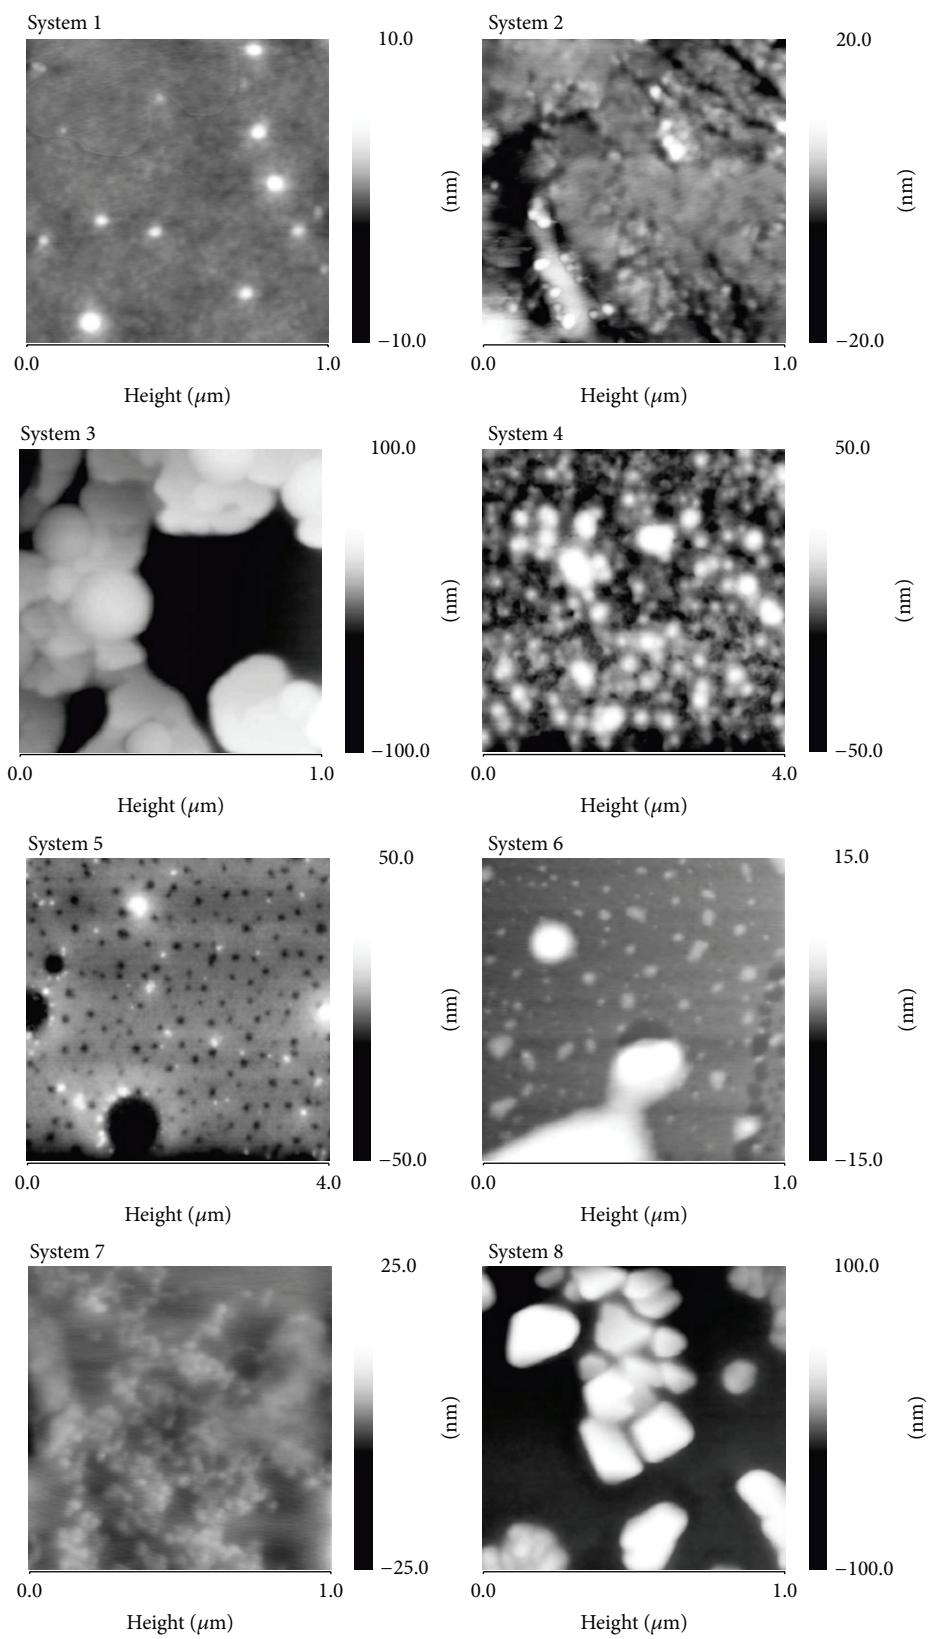 System 1
10.0
(nm)
−10.0
0.0 1.0
Height (μm)
System 2
20.0
(nm)
−20.0
0.0 1.0
Height (μm)
System 3
100.0
(nm)
−100.0
0.0 1.0
Height (μm)
System 4
50.0
(nm)
−50.0
0.0 4.0
Height (μm)
System 5
50.0
(nm)
−50.0
0.0 4.0
Height (μm)
System 6
15.0
(nm)
−15.0
0.0 1.0
Height (μm)
System 7
25.0
(nm)
−25.0
0.0 1.0
Height (μm)
System 8
100.0
(nm)
−100.0
0.0 1.0
Height (μm)